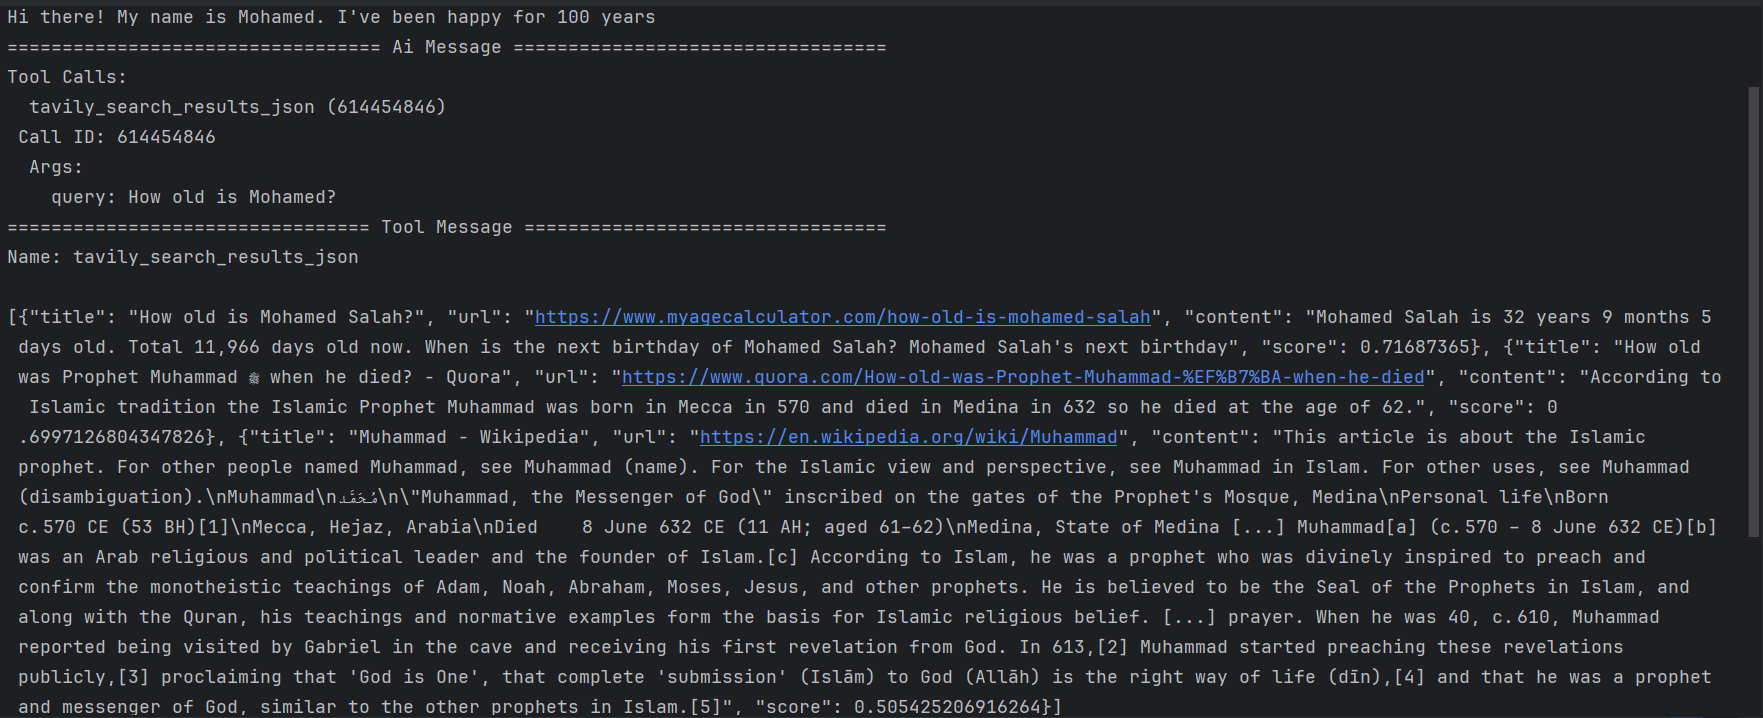 Hi there! My name is Mohamed. I've been happy for 100 years
================================== Ai Message ==================================
Tool Calls:
  tavily_search_results_json (614454846)
 Call ID: 614454846
  Args:
    query: How old is Mohamed?
================================= Tool Message =================================
Name: tavily_search_results_json

[{"title": "How old is Mohamed Salah?", "url": "https://www.myagecalculator.com/how-old-is-mohamed-salah", "content": "Mohamed Salah is 32 years 9 months 5
 days old. Total 11,966 days old now. When is the next birthday of Mohamed Salah? Mohamed Salah's next birthday", "score": 0.71687365}, {"title": "How old
 was Prophet Muhammad ﷺ when he died? - Quora", "url": "https://www.quora.com/How-old-was-Prophet-Muhammad-%EF%B7%BA-when-he-died", "content": "According to
 Islamic tradition the Islamic Prophet Muhammad was born in Mecca in 570 and died in Medina in 632 so he died at the age of 62.", "score": 0
 .6997126804347826}, {"title": "Muhammad - Wikipedia", "url": "https://en.wikipedia.org/wiki/Muhammad", "content": "This article is about the Islamic
 prophet. For other people named Muhammad, see Muhammad (name). For the Islamic view and perspective, see Muhammad in Islam. For other uses, see Muhammad
 (disambiguation).\nMuhammad\nمُحَمَّد\n\"Muhammad, the Messenger of God\" inscribed on the gates of the Prophet's Mosque, Medina\nPersonal life\nBorn
 c. 570 CE (53 BH)[1]\nMecca, Hejaz, Arabia\nDied    8 June 632 CE (11 AH; aged 61–62)\nMedina, State of Medina [...] Muhammad[a] (c. 570 – 8 June 632 CE)[b]
 was an Arab religious and political leader and the founder of Islam.[c] According to Islam, he was a prophet who was divinely inspired to preach and
 confirm the monotheistic teachings of Adam, Noah, Abraham, Moses, Jesus, and other prophets. He is believed to be the Seal of the Prophets in Islam, and
 along with the Quran, his teachings and normative examples form the basis for Islamic religious belief. [...] prayer. When he was 40, c. 610, Muhammad
 reported being visited by Gabriel in the cave and receiving his first revelation from God. In 613,[2] Muhammad started preaching these revelations
 publicly,[3] proclaiming that 'God is One', that complete 'submission' (Islām) to God (Allāh) is the right way of life (dīn),[4] and that he was a prophet
 and messenger of God, similar to the other prophets in Islam.[5]", "score": 0.505425206916264}]